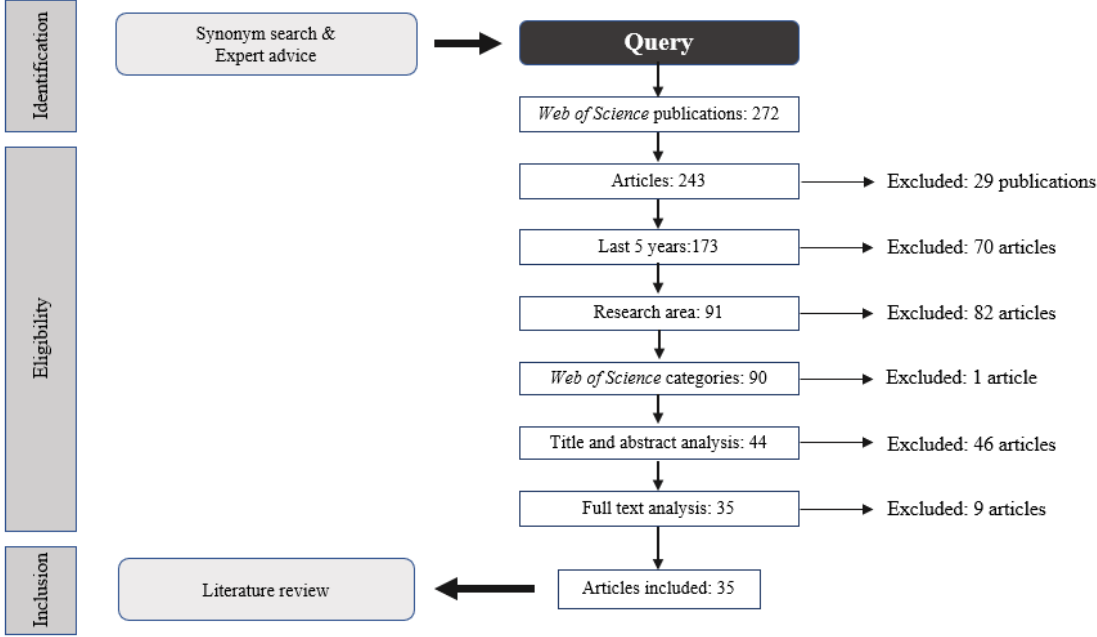 Identification
Synonym search &
Expert advice
Query
Web of Science publications: 272
Eligibility
Articles: 243
Excluded: 29 publications
Last 5 years:173
Excluded: 70 articles
Research area: 91
Excluded: 82 articles
Web of Science categories: 90
Excluded: 1 article
Title and abstract analysis: 44
Excluded: 46 articles
Full text analysis: 35
Excluded: 9 articles
Inclusion
Literature review
Articles included: 35